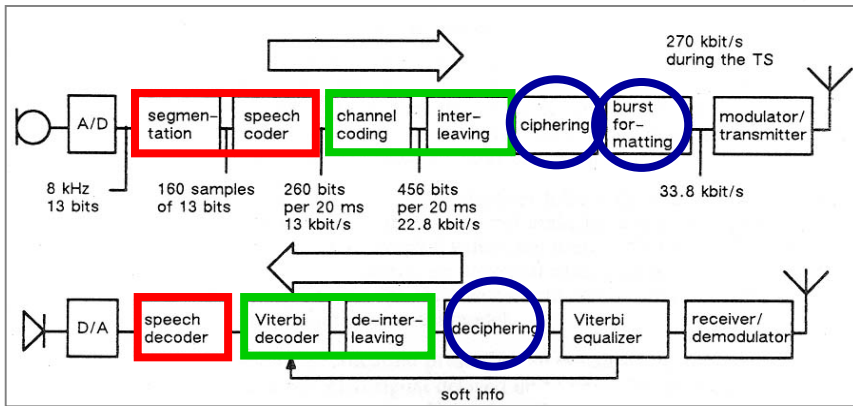 270 kbit/s
during the TS
A/D
segmen-
tation
speech
coder
channel
coding
inter-
leaving
ciphering
burst
for-
matting
modulator/
transmitter
8 kHz
13 bits
160 samples
of 13 bits
260 bits
per 20 ms
13 kbit/s
456 bits
per 20 ms
22.8 kbit/s
33.8 kbit/s
D/A
speech
decoder
Viterbi
decoder
de-inter-
leaving
deciphering
Viterbi
equalizer
receiver/
demodulator
soft info